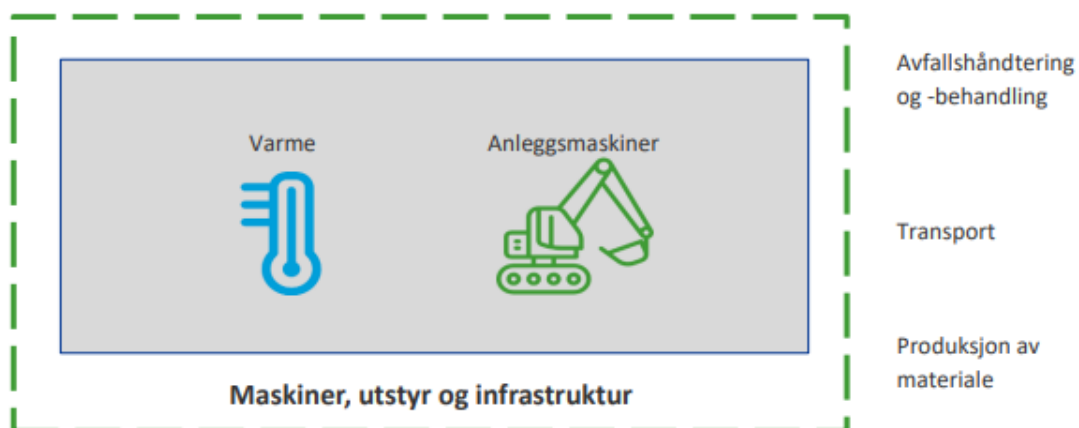 Avfallshåndtering
og -behandling
Varme
Anleggsmaskiner
Transport
Produksjon av
materiale
Maskiner, utstyr og infrastruktur